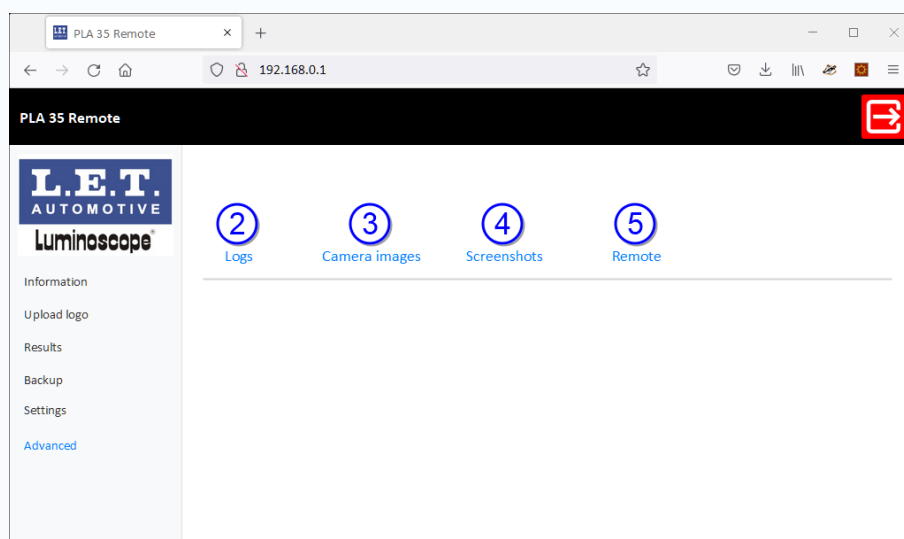 PLA 35 Remote
192.168.0.1
PLA 35 Remote
L.E.T.
AUTOMOTIVE
Luminoscope®
2 3 4 5
Logs Camera images Screenshots Remote
Information
Upload logo
Results
Backup
Settings
Advanced